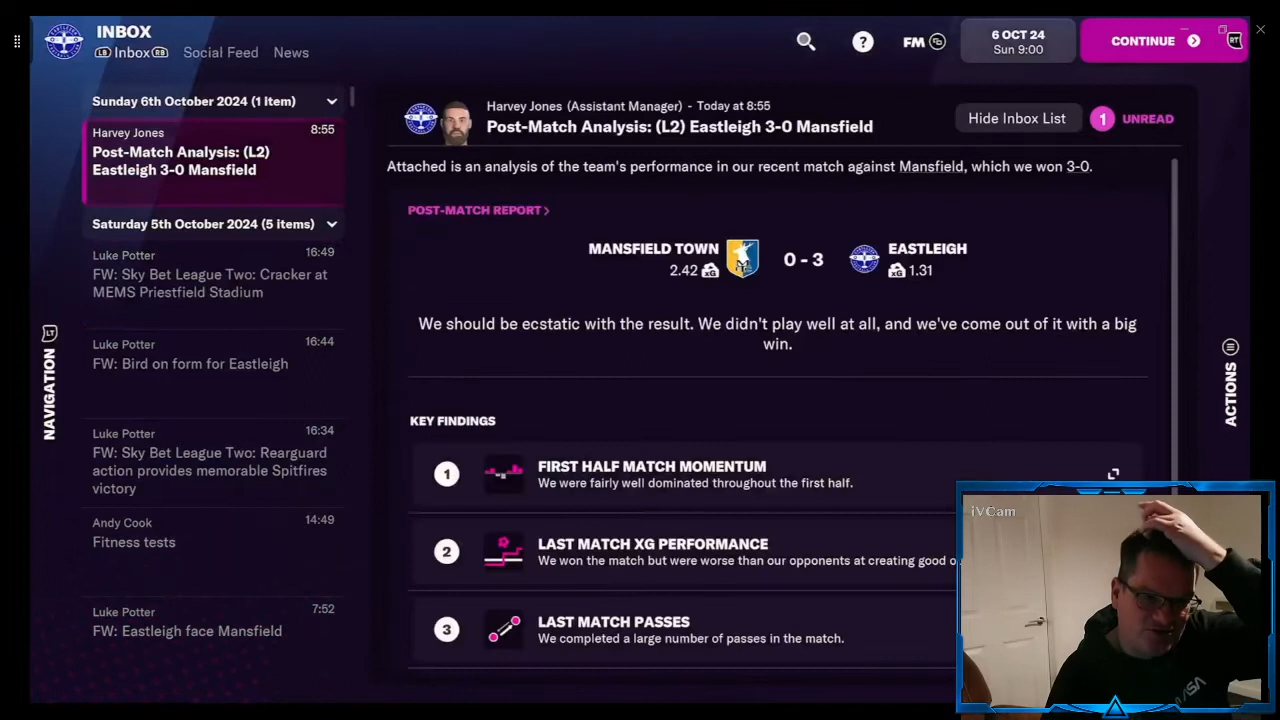 INBOX
LB Inbox RB
Social Feed
News
FM
6 OCT 24
Sun 9:00
CONTINUE
RT
Sunday 6th October 2024 (1 item)
Harvey Jones
8:55
Post-Match Analysis: (L2)
Eastleigh 3-0 Mansfield
Saturday 5th October 2024 (5 items)
Luke Potter
16:49
FW: Sky Bet League Two: Cracker at
MEMS Priestfield Stadium
Luke Potter
16:44
FW: Bird on form for Eastleigh
Luke Potter
16:34
FW: Sky Bet League Two: Rearguard
action provides memorable Spitfires
victory
Andy Cook
14:49
Fitness tests
Luke Potter
7:52
FW: Eastleigh face Mansfield
LT
NAVIGATION
Harvey Jones (Assistant Manager) - Today at 8:55
Post-Match Analysis: (L2) Eastleigh 3-0 Mansfield
Hide Inbox List
1
UNREAD
Attached is an analysis of the team's performance in our recent match against Mansfield, which we won 3-0.
POST-MATCH REPORT
MANSFIELD TOWN
2.42 xG
0 - 3
EASTLEIGH
xG 1.31
We should be ecstatic with the result. We didn't play well at all, and we've come out of it with a big
win.
KEY FINDINGS
1
FIRST HALF MATCH MOMENTUM
We were fairly well dominated throughout the first half.
2
LAST MATCH XG PERFORMANCE
We won the match but were worse than our opponents at creating good o
3
LAST MATCH PASSES
We completed a large number of passes in the match.
ACTIONS
iVCam